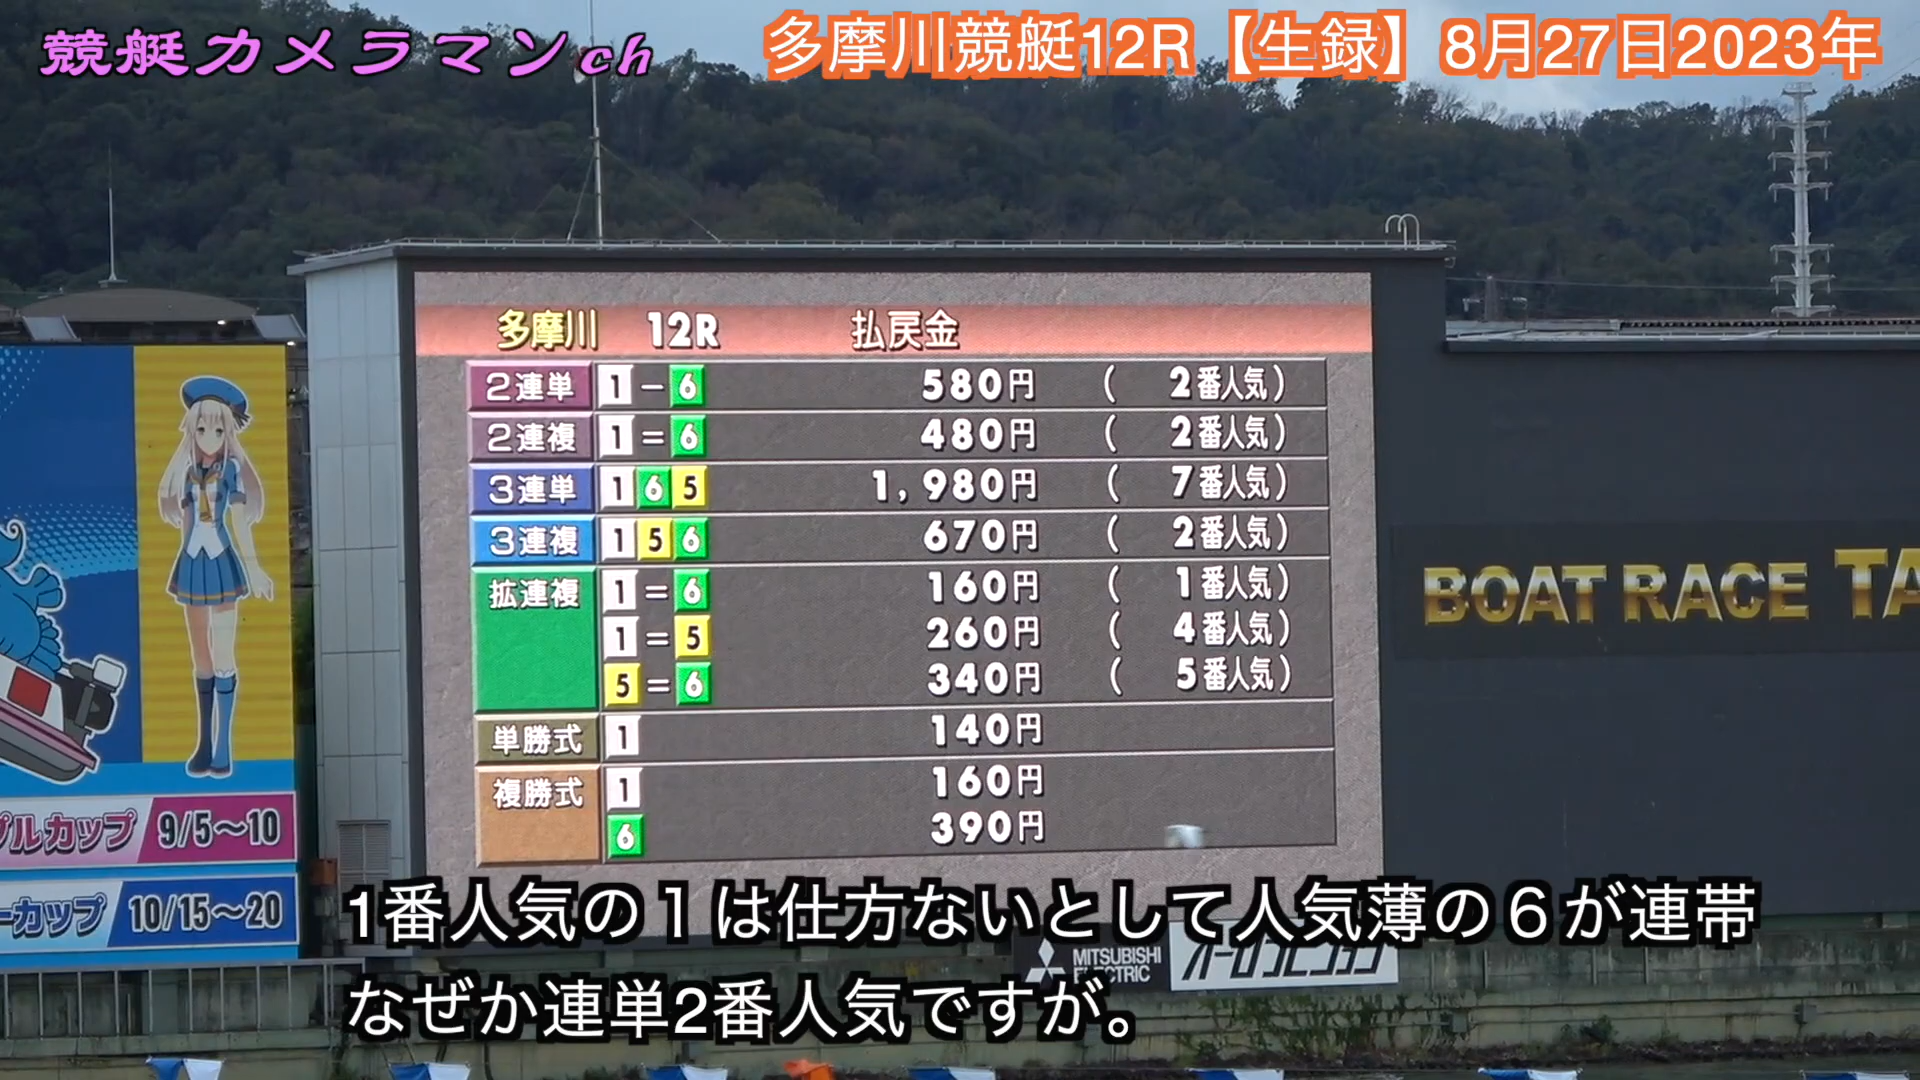 競艇カメラマンch
多摩川競艇12R【生録】8月27日2023年
多摩川 12R 払戻金
2連単 1-6 580円 (2番人気)
2連複 1=6 480円 (2番人気)
3連単 1 6 5 1,980円 (7番人気)
3連複 1 5 6 670円 (2番人気)
拡連複 1=6 160円 (1番人気)
1=5 260円 (4番人気)
5=6 340円 (5番人気)
単勝式 1 140円
複勝式 1 160円
6 390円
BOAT RACE TA
プルカップ 9/5～10
ーカップ 10/15～20
MITSUBISHI
ELECTRIC
1番人気の１は仕方ないとして人気薄の６が連帯
なぜか連単2番人気ですが。